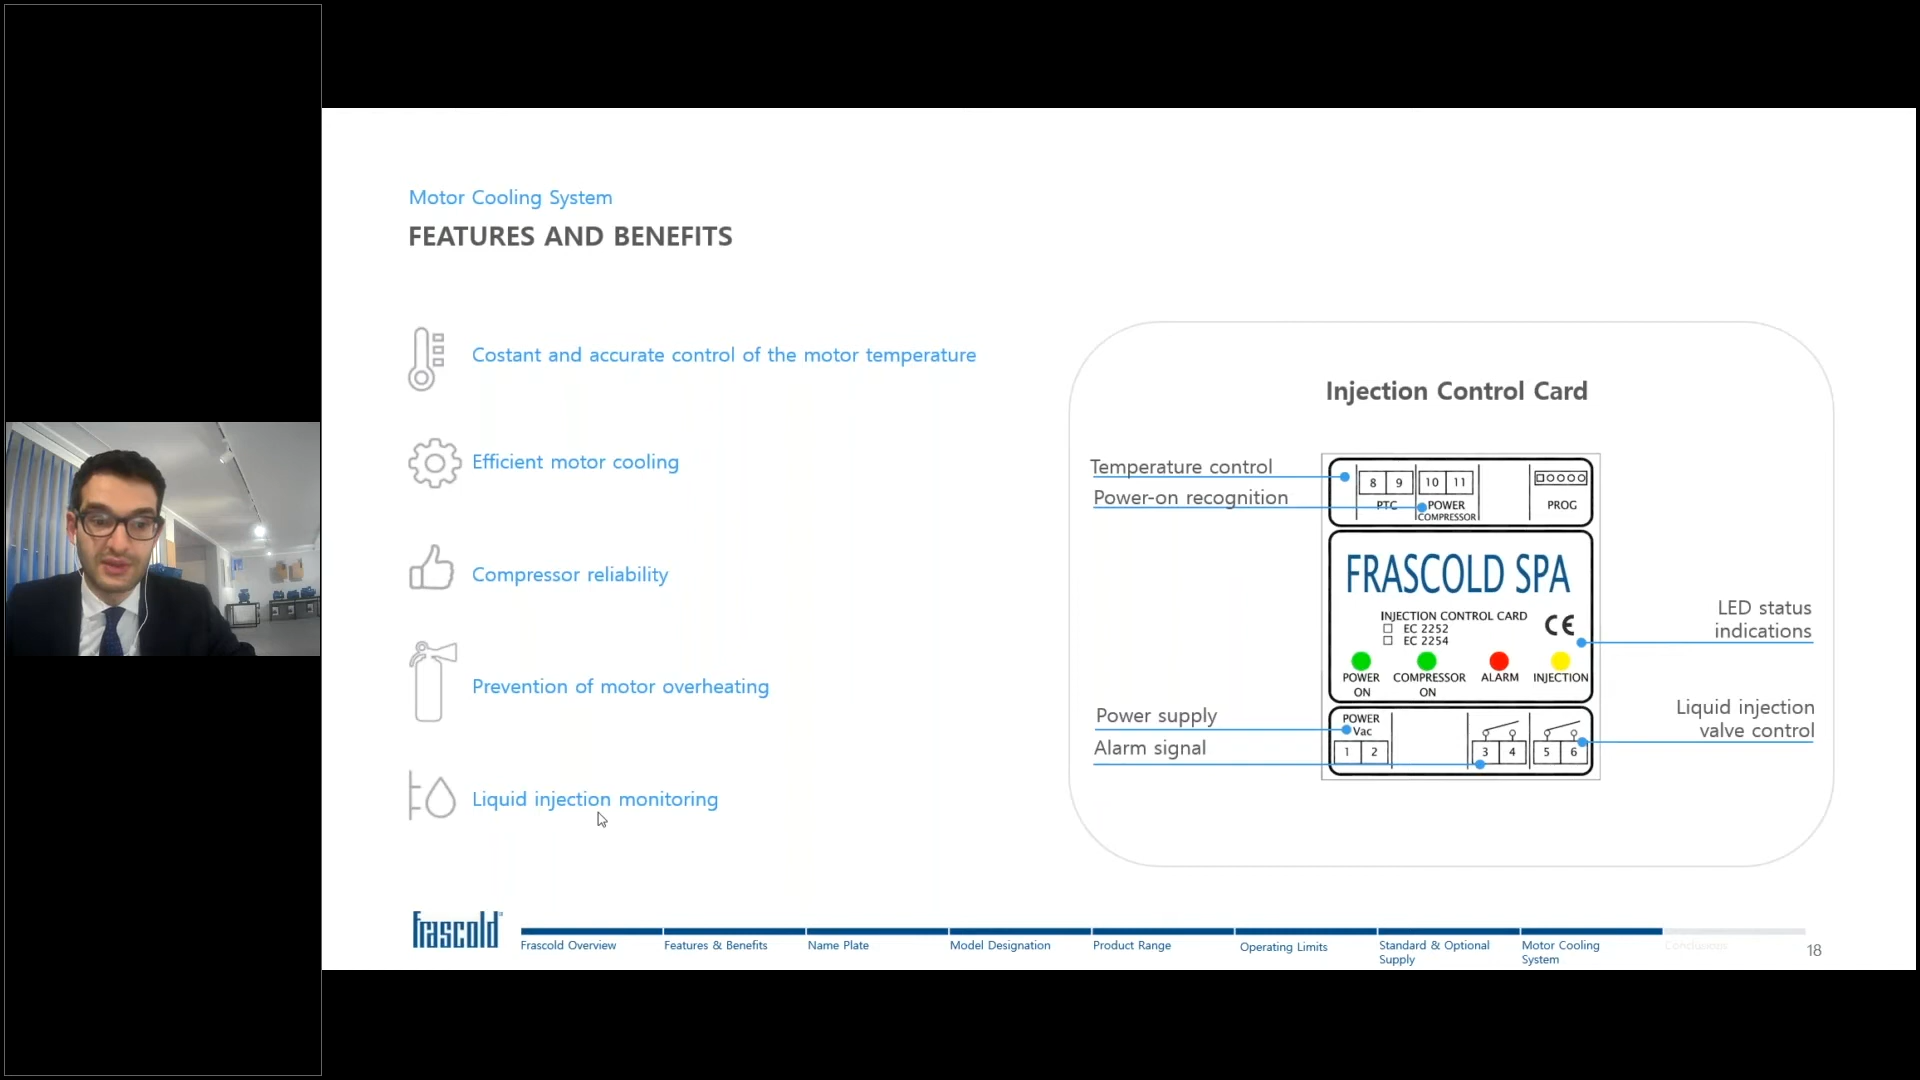 Motor Cooling System
FEATURES AND BENEFITS
Costant and accurate control of the motor temperature
Efficient motor cooling
Compressor reliability
Prevention of motor overheating
Liquid injection monitoring
Injection Control Card
Temperature control
Power-on recognition
8 9
PTC
10 11
POWER
COMPRESSOR
PROG
FRASCOLD SPA
INJECTION CONTROL CARD
EC 2252
EC 2254
CE
POWER
ON
COMPRESSOR
ON
ALARM
INJECTION
LED status
indications
Power supply
Alarm signal
POWER
Vac
1 2
3 4
5 6
Liquid injection
valve control
frascold
Frascold Overview
Features & Benefits
Name Plate
Model Designation
Product Range
Operating Limits
Standard & Optional
Supply
Motor Cooling
System
Conclusions
18